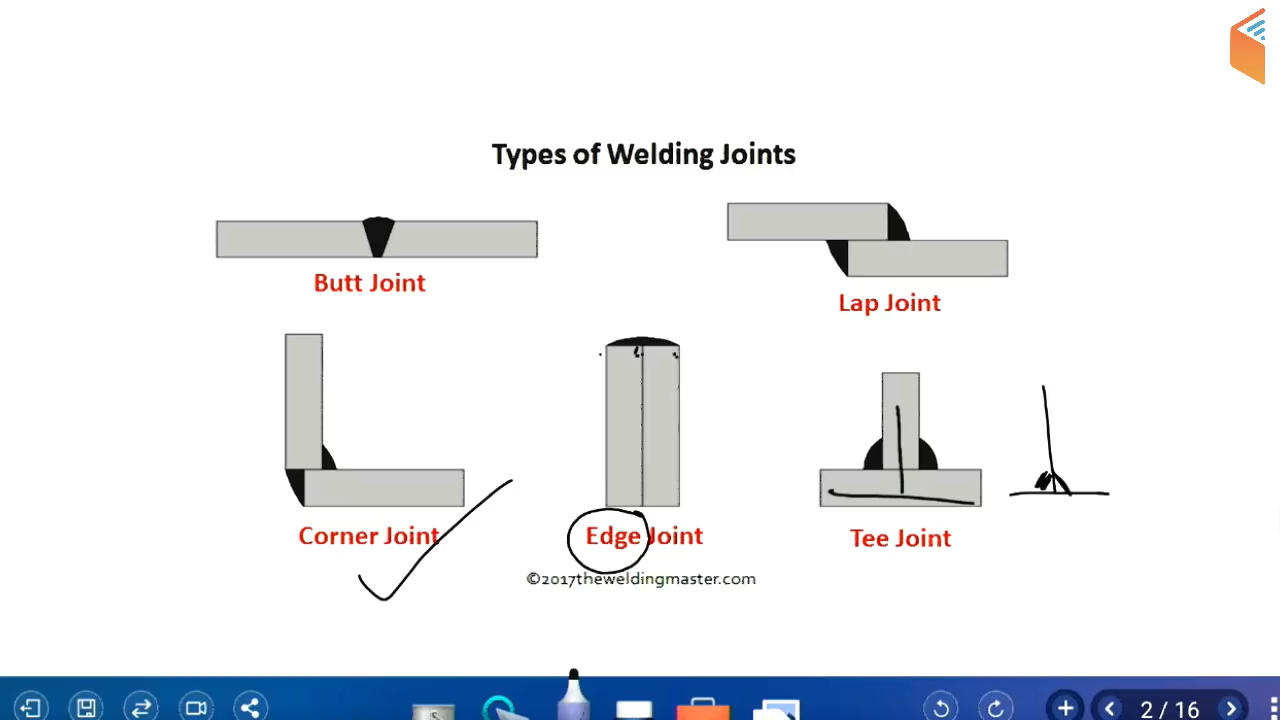 Types of Welding Joints
Butt Joint
Lap Joint
Corner Joint
Edge Joint
Tee Joint
©2017theweldingmaster.com
2 / 16